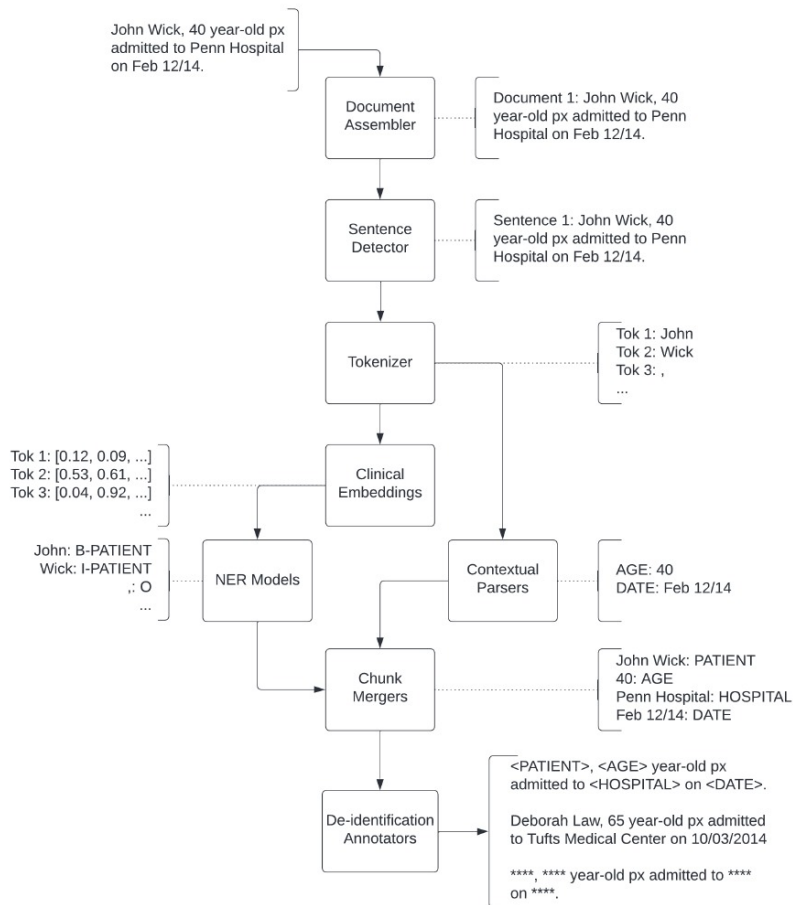 John Wick, 40 year-old px
admitted to Penn Hospital
on Feb 12/14.
Document
Assembler
Document 1: John Wick, 40
year-old px admitted to Penn
Hospital on Feb 12/14.
Sentence
Detector
Sentence 1: John Wick, 40
year-old px admitted to Penn
Hospital on Feb 12/14.
Tokenizer
Tok 1: John
Tok 2: Wick
Tok 3: ,
...
Tok 1: [0.12, 0.09, ...]
Tok 2: [0.53, 0.61, ...]
Tok 3: [0.04, 0.92, ...]
...
Clinical
Embeddings
John: B-PATIENT
Wick: I-PATIENT
,: O
...
NER Models
Contextual
Parsers
AGE: 40
DATE: Feb 12/14
Chunk
Mergers
John Wick: PATIENT
40: AGE
Penn Hospital: HOSPITAL
Feb 12/14: DATE
De-identification
Annotators
<PATIENT>, <AGE> year-old px
admitted to <HOSPITAL> on <DATE>.
Deborah Law, 65 year-old px admitted
to Tufts Medical Center on 10/03/2014
****, **** year-old px admitted to ****
on ****.